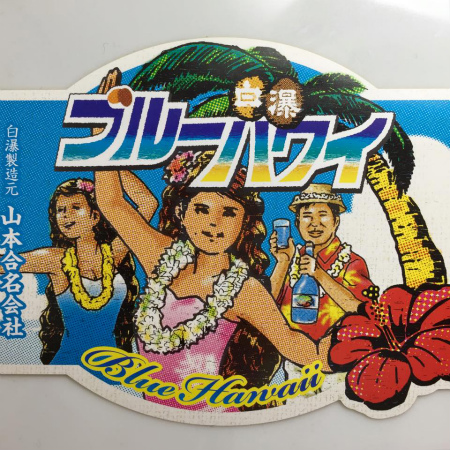 白瀑
ブルーハワイ
白瀑製造元
山本合名会社
Blue Hawaii